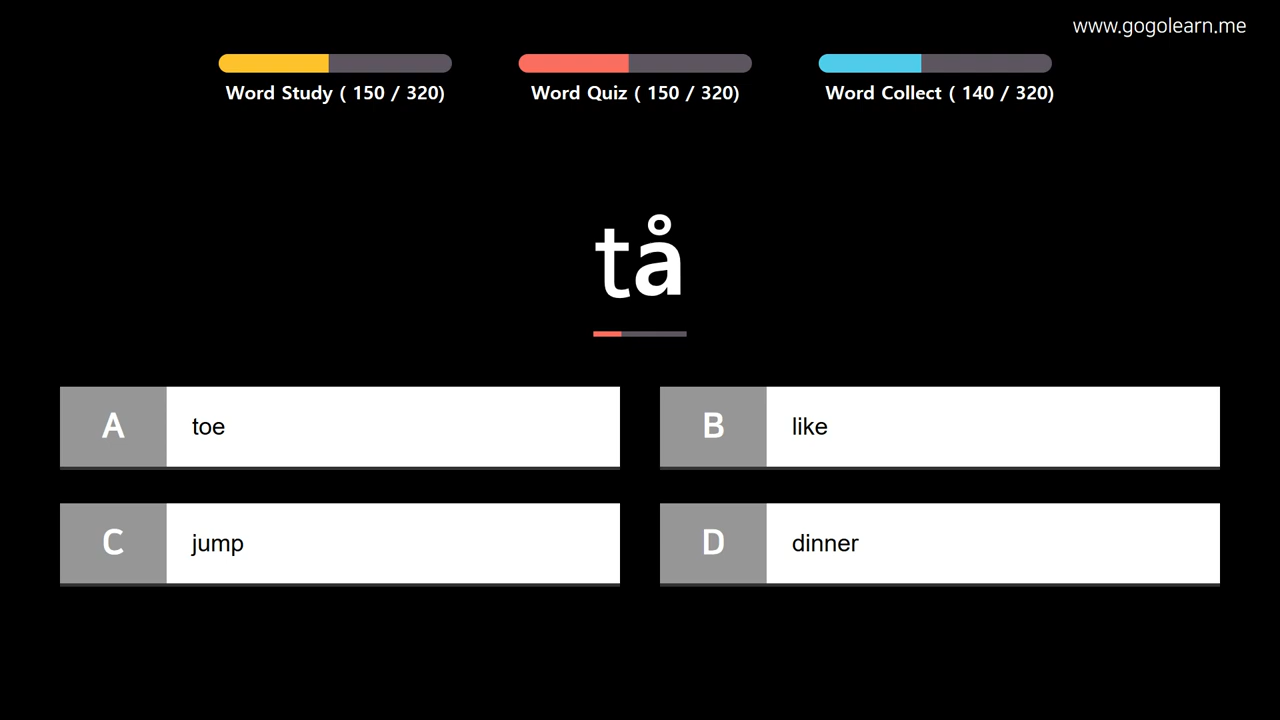 www.gogolearn.me
Word Study ( 150 / 320)
Word Quiz ( 150 / 320)
Word Collect ( 140 / 320)
tå
A toe
B like
C jump
D dinner